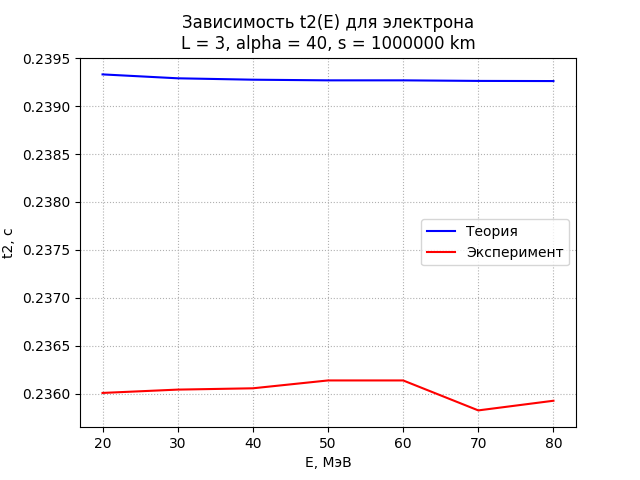 Зависимость t2(E) для электрона
L = 3, alpha = 40, s = 1000000 km
0.2395
0.2390
0.2385
0.2380
0.2375
0.2370
0.2365
0.2360
t2, с
Теория
Эксперимент
20 30 40 50 60 70 80
E, МэВ